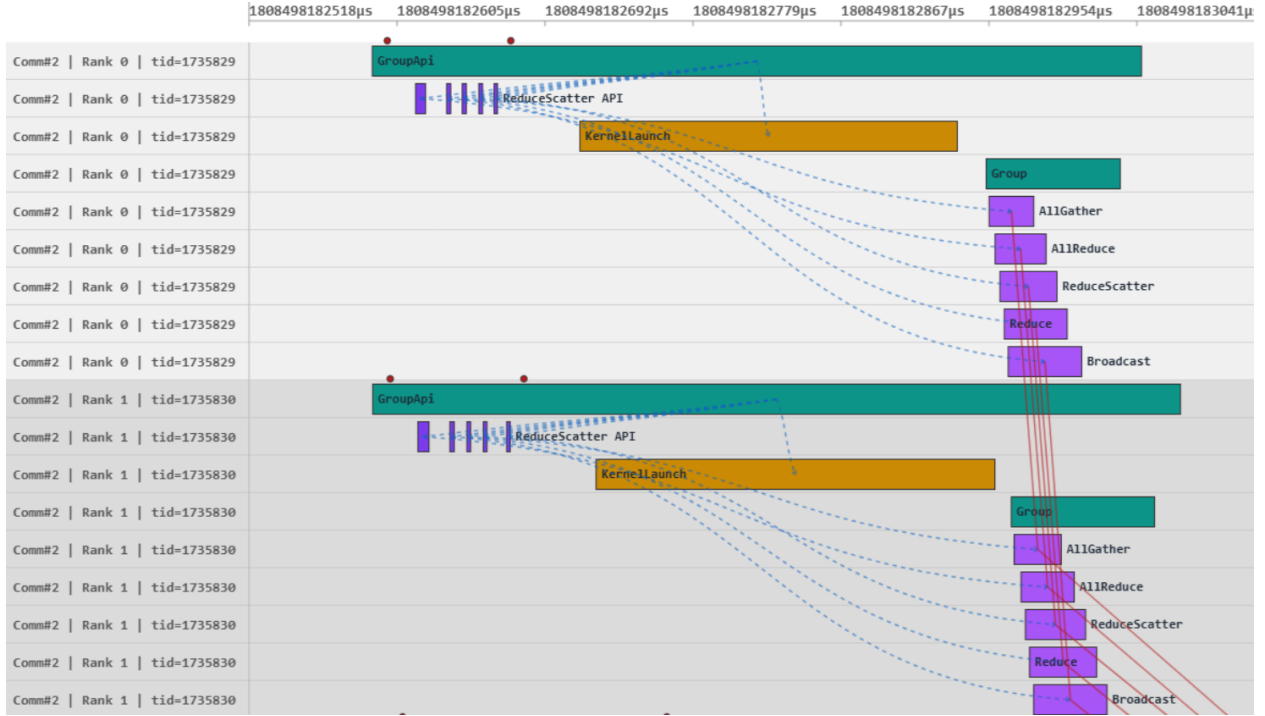 1808498182518μs 1808498182605μs 1808498182692μs 1808498182779μs 1808498182867μs 1808498182954μs 1808498183041μs
Comm#2 | Rank 0 | tid=1735829 GroupApi
Comm#2 | Rank 0 | tid=1735829 ReduceScatter API
Comm#2 | Rank 0 | tid=1735829 KernelLaunch
Comm#2 | Rank 0 | tid=1735829 Group
Comm#2 | Rank 0 | tid=1735829 AllGather
Comm#2 | Rank 0 | tid=1735829 AllReduce
Comm#2 | Rank 0 | tid=1735829 ReduceScatter
Comm#2 | Rank 0 | tid=1735829 Reduce
Comm#2 | Rank 0 | tid=1735829 Broadcast
Comm#2 | Rank 1 | tid=1735830 GroupApi
Comm#2 | Rank 1 | tid=1735830 ReduceScatter API
Comm#2 | Rank 1 | tid=1735830 KernelLaunch
Comm#2 | Rank 1 | tid=1735830 Group
Comm#2 | Rank 1 | tid=1735830 AllGather
Comm#2 | Rank 1 | tid=1735830 AllReduce
Comm#2 | Rank 1 | tid=1735830 ReduceScatter
Comm#2 | Rank 1 | tid=1735830 Reduce
Comm#2 | Rank 1 | tid=1735830 Broadcast